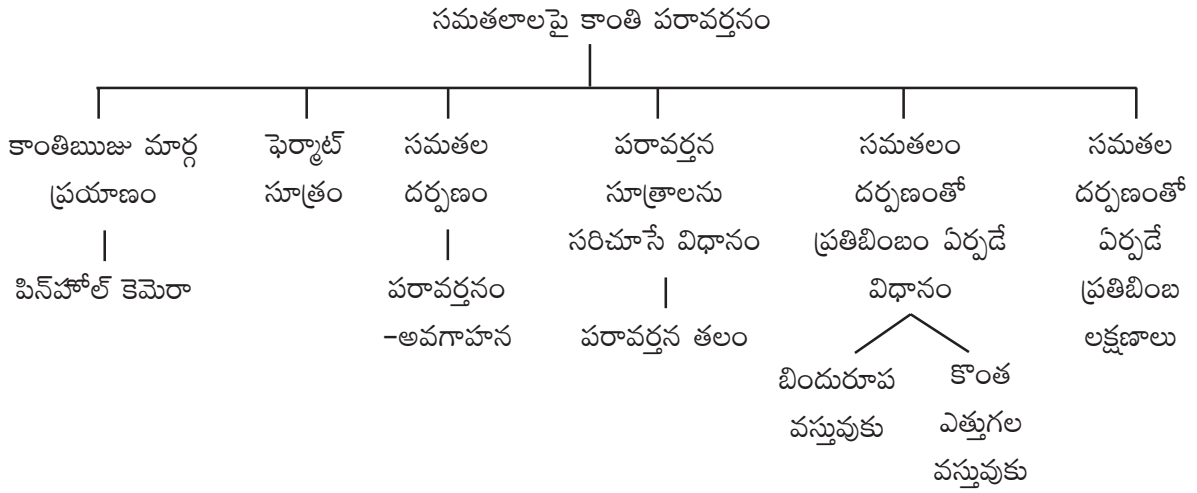 సమతలాలపై కాంతి పరావర్తనం
కాంతిఋజు మార్గ
ప్రయాణం
పిన్‌హోల్ కెమెరా
ఫెర్మాట్
సూత్రం
సమతల
దర్పణం
పరావర్తనం
-అవగాహన
పరావర్తన
సూత్రాలను
సరిచూసే విధానం
పరావర్తన తలం
సమతలం
దర్పణంతో
ప్రతిబింబం ఏర్పడే
విధానం
బిందురూప
వస్తువుకు
కొంత
ఎత్తుగల
వస్తువుకు
సమతల
దర్పణంతో
ఏర్పడే
ప్రతిబింబ
లక్షణాలు